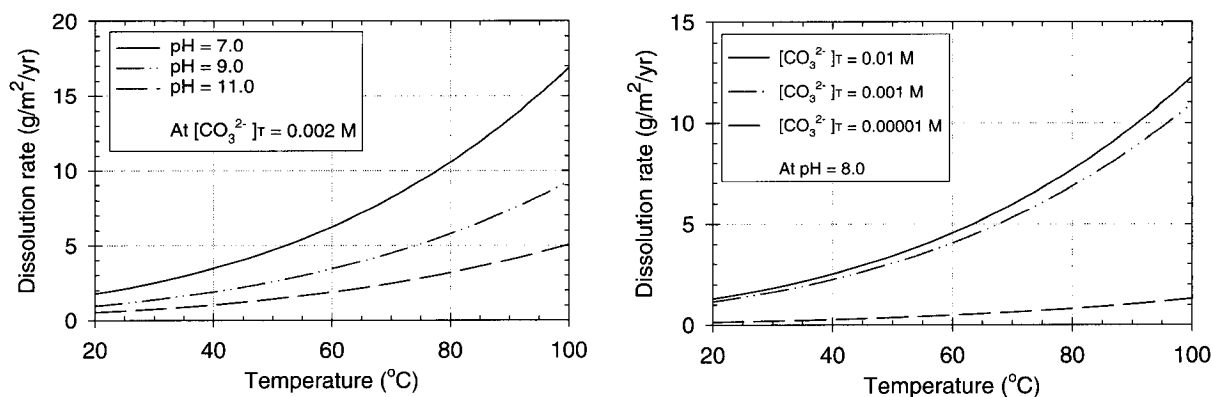 Dissolution rate (g/m²/yr)
20
15
10
5
0
pH = 7.0
pH = 9.0
pH = 11.0
At [CO₃²⁻ ]T = 0.002 M
20 40 60 80 100
Temperature (°C)
Dissolution rate (g/m²/yr)
15
10
5
0
[CO₃²⁻ ]T = 0.01 M
[CO₃²⁻ ]T = 0.001 M
[CO₃²⁻ ]T = 0.00001 M
At pH = 8.0
20 40 60 80 100
Temperature (°C)